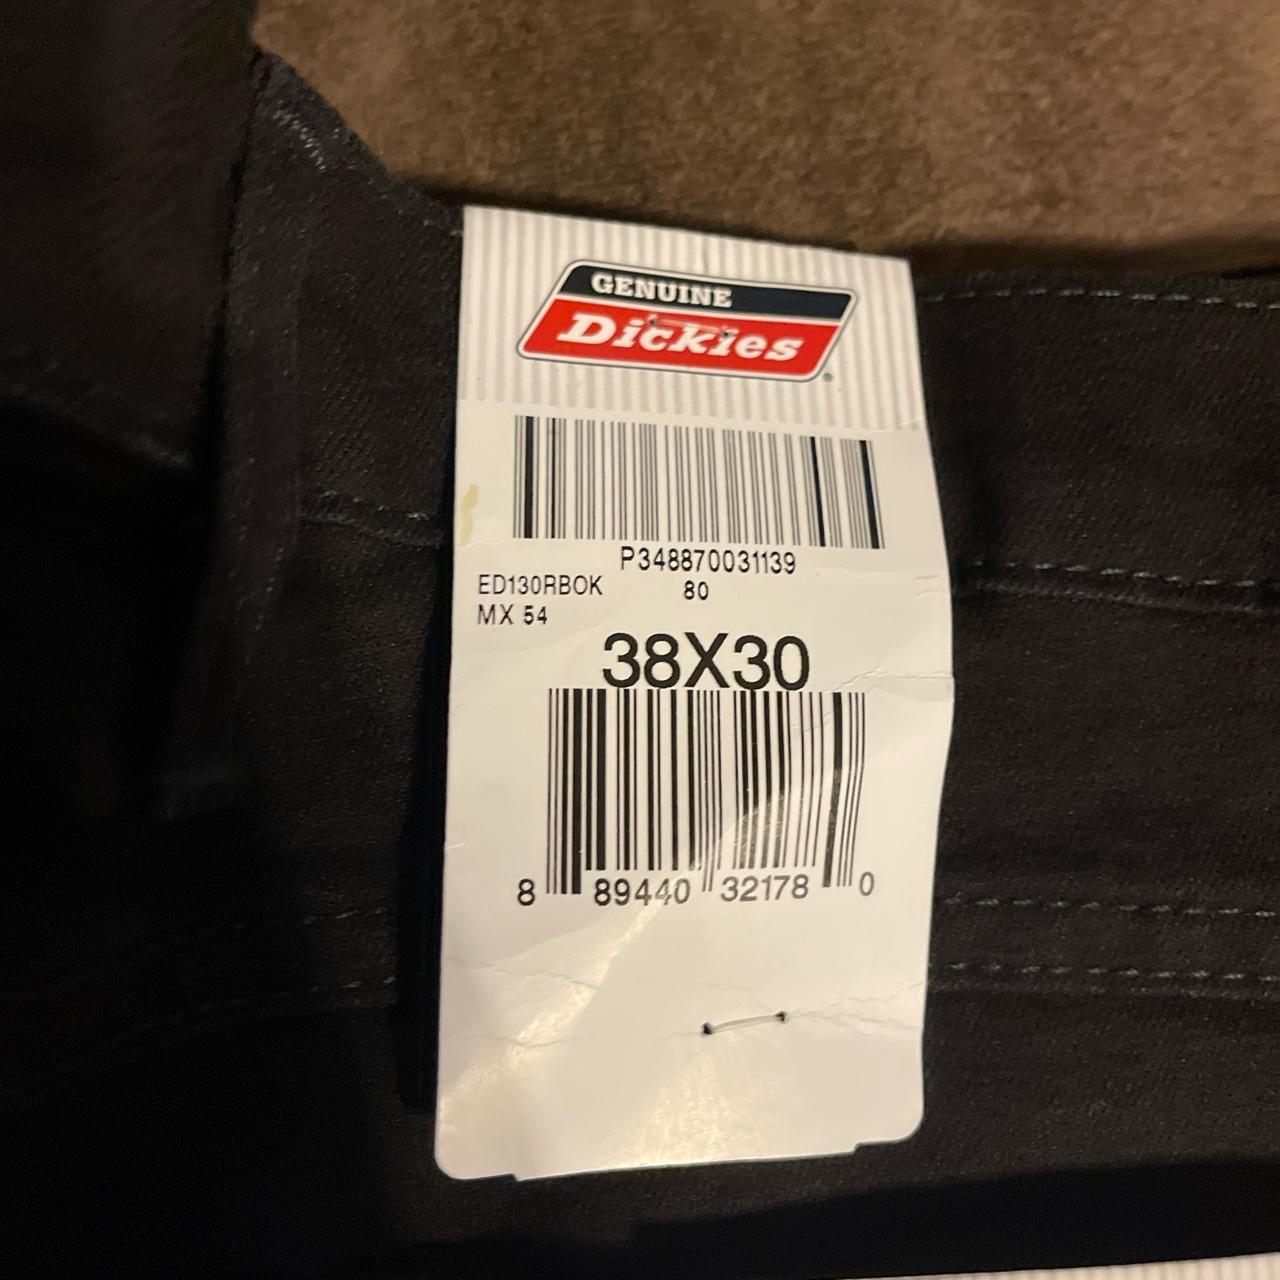 GENUINE
Dickies
®
P348870031139
ED130RBOK 80
MX 54
38X30
8 89440 32178 0